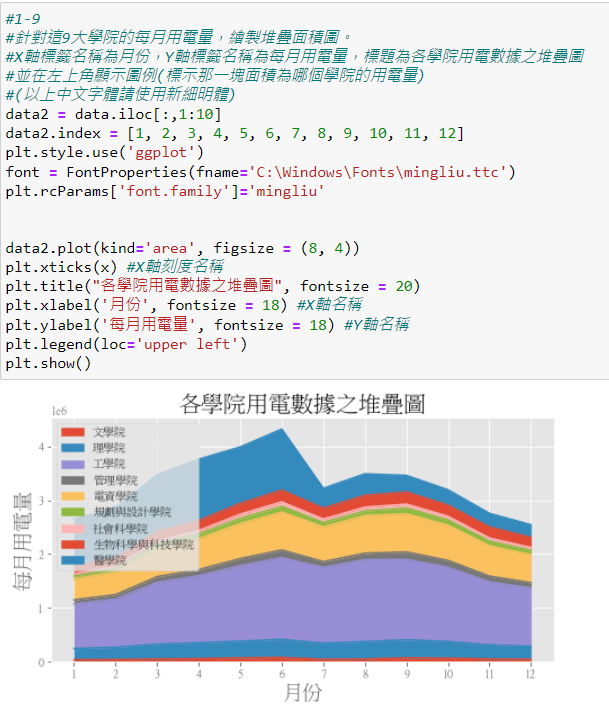 #1-9
#針對這9大學院的每月用電量，繪製堆疊面積圖。
#X軸標籤名稱為月份，Y軸標籤名稱為每月用電量，標題為各學院用電數據之堆疊圖
#並在左上角顯示圖例(標示那一塊面積為哪個學院的用電量)
#(以上中文字體請使用新細明體)
data2 = data.iloc[:,1:10]
data2.index = [1, 2, 3, 4, 5, 6, 7, 8, 9, 10, 11, 12]
plt.style.use('ggplot')
font = FontProperties(fname='C:\Windows\Fonts\mingliu.ttc')
plt.rcParams['font.family']='mingliu'
data2.plot(kind='area', figsize = (8, 4))
plt.xticks(x) #X軸刻度名稱
plt.title("各學院用電數據之堆疊圖", fontsize = 20)
plt.xlabel('月份', fontsize = 18) #X軸名稱
plt.ylabel('每月用電量', fontsize = 18) #Y軸名稱
plt.legend(loc='upper left')
plt.show()
各學院用電數據之堆疊圖
1e6
文學院
理學院
工學院
管理學院
電資學院
規劃與設計學院
社會科學院
生物科學與科技學院
醫學院
4
3
2
1
0
每月用電量
1 2 3 4 5 6 7 8 9 10 11 12
月份